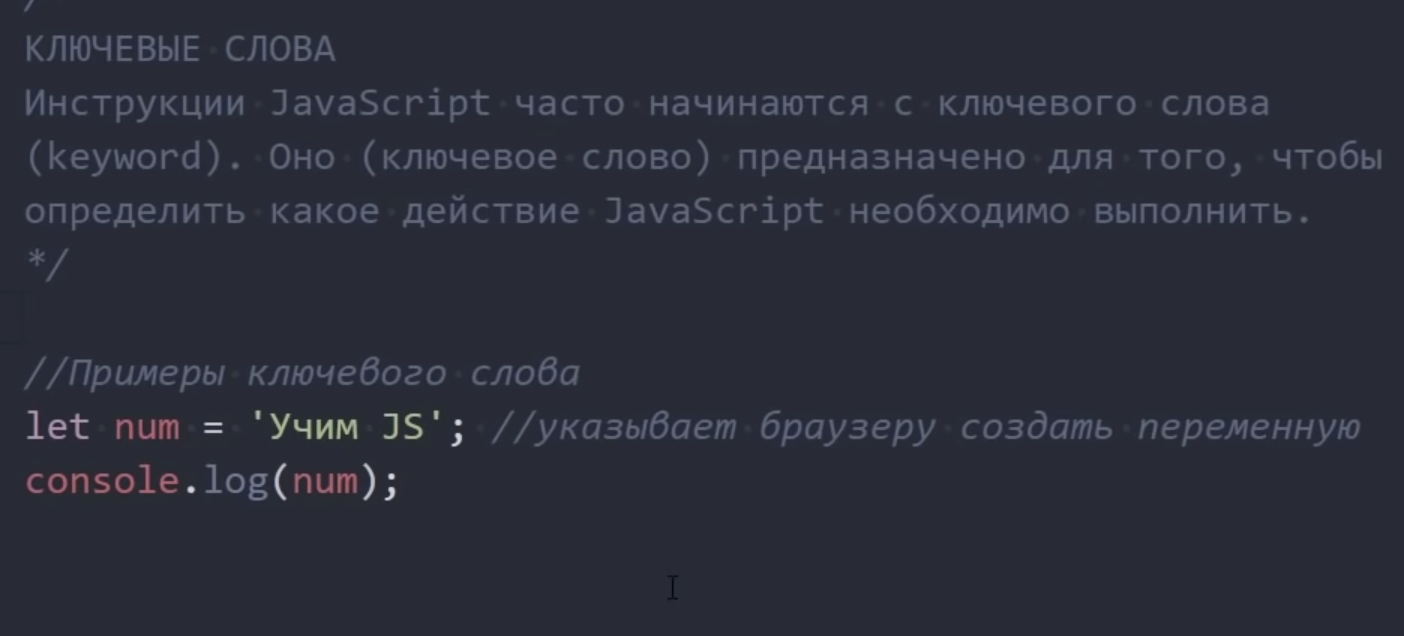 КЛЮЧЕВЫЕ СЛОВА
Инструкции JavaScript часто начинаются с ключевого слова
(keyword). Оно (ключевое слово) предназначено для того, чтобы
определить какое действие JavaScript необходимо выполнить.
*/
//Примеры ключевого слова
let num = 'Учим JS'; //указывает браузеру создать переменную
console.log(num);